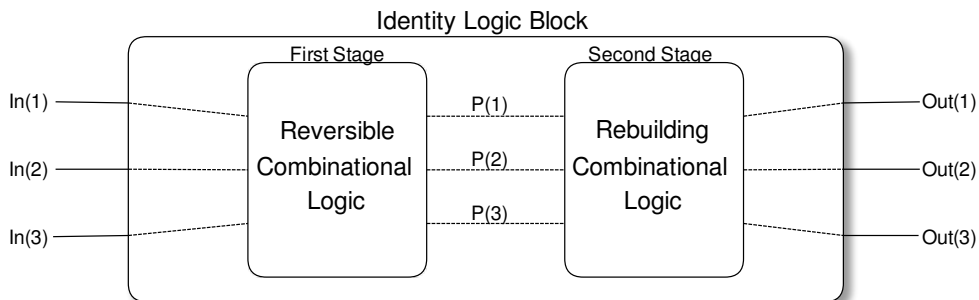 Identity Logic Block
First Stage
Second Stage
In(1)
P(1)
Out(1)
Reversible
Combinational
Logic
Rebuilding
Combinational
Logic
In(2)
P(2)
Out(2)
In(3)
P(3)
Out(3)